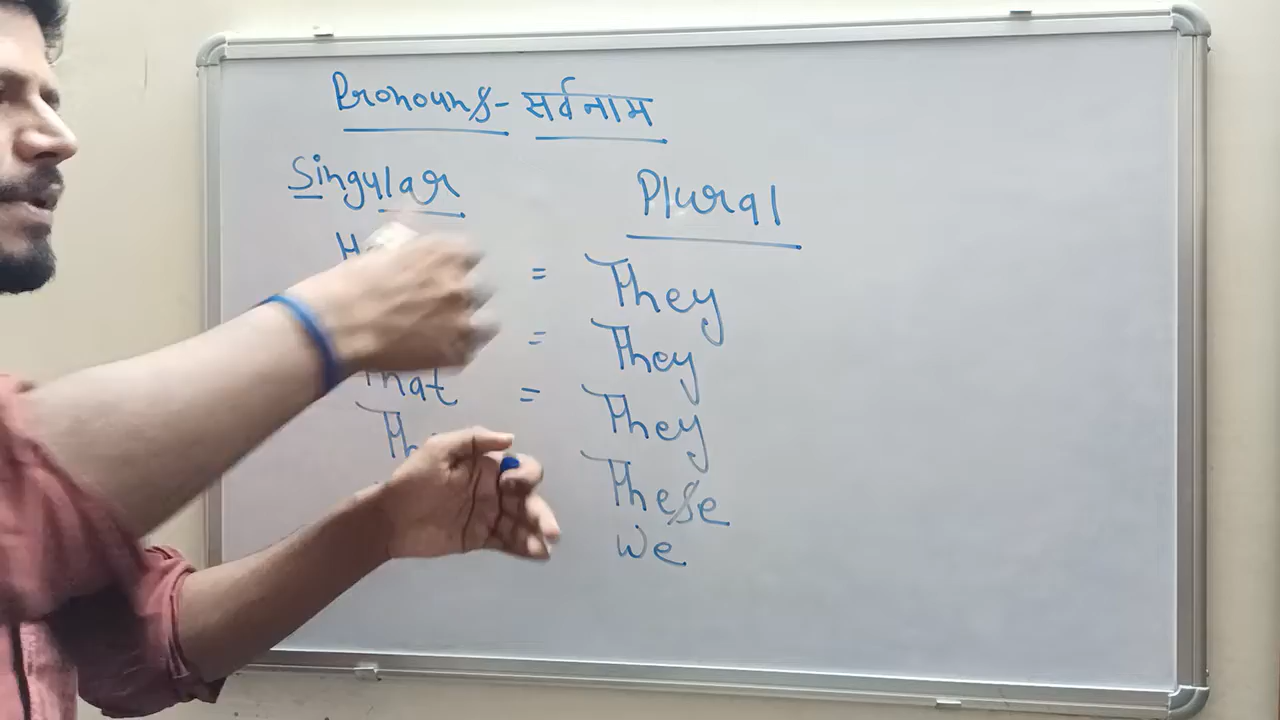 Pronouns - सर्वनाम
Singular Plural
= They
= They
That = They
These
We